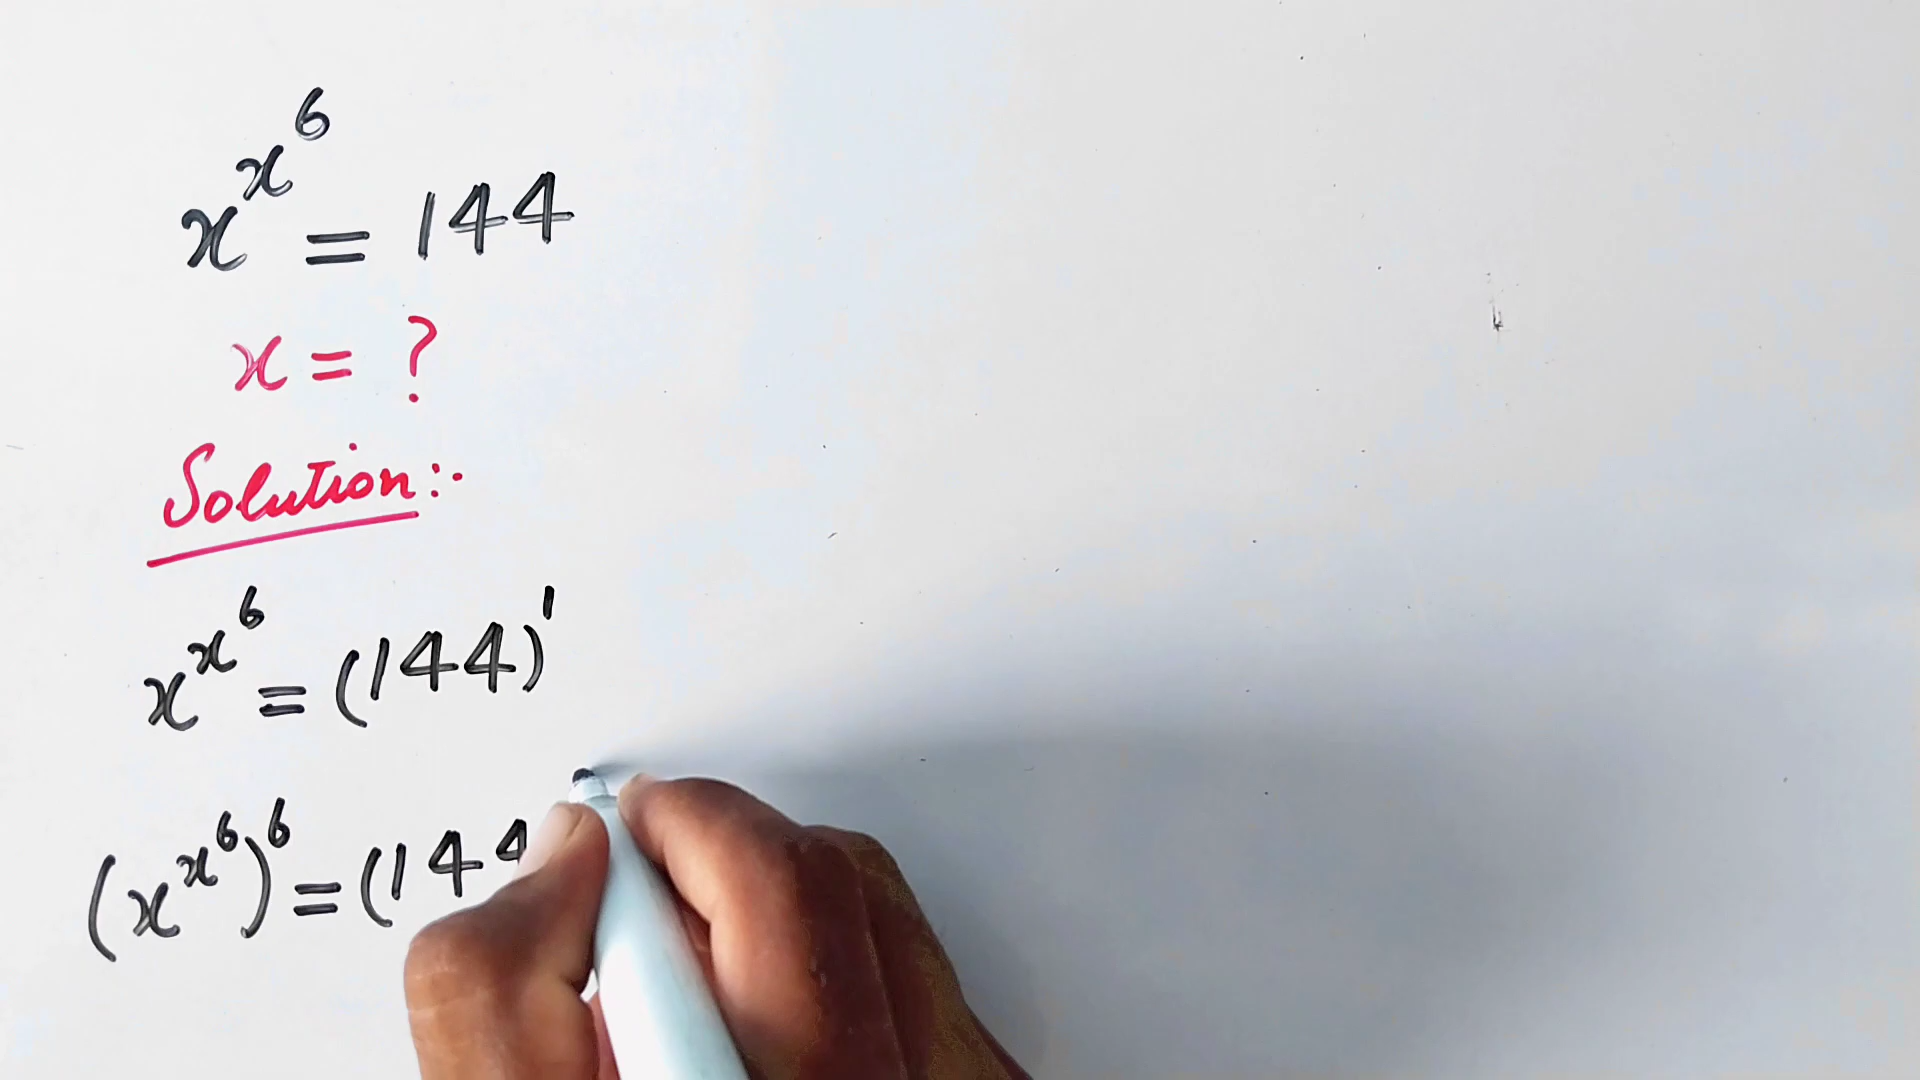 x^{x^6} = 144
x = ?
Solution:-
x^{x^6} = (144)^1
(x^{x^6})^6 = (144